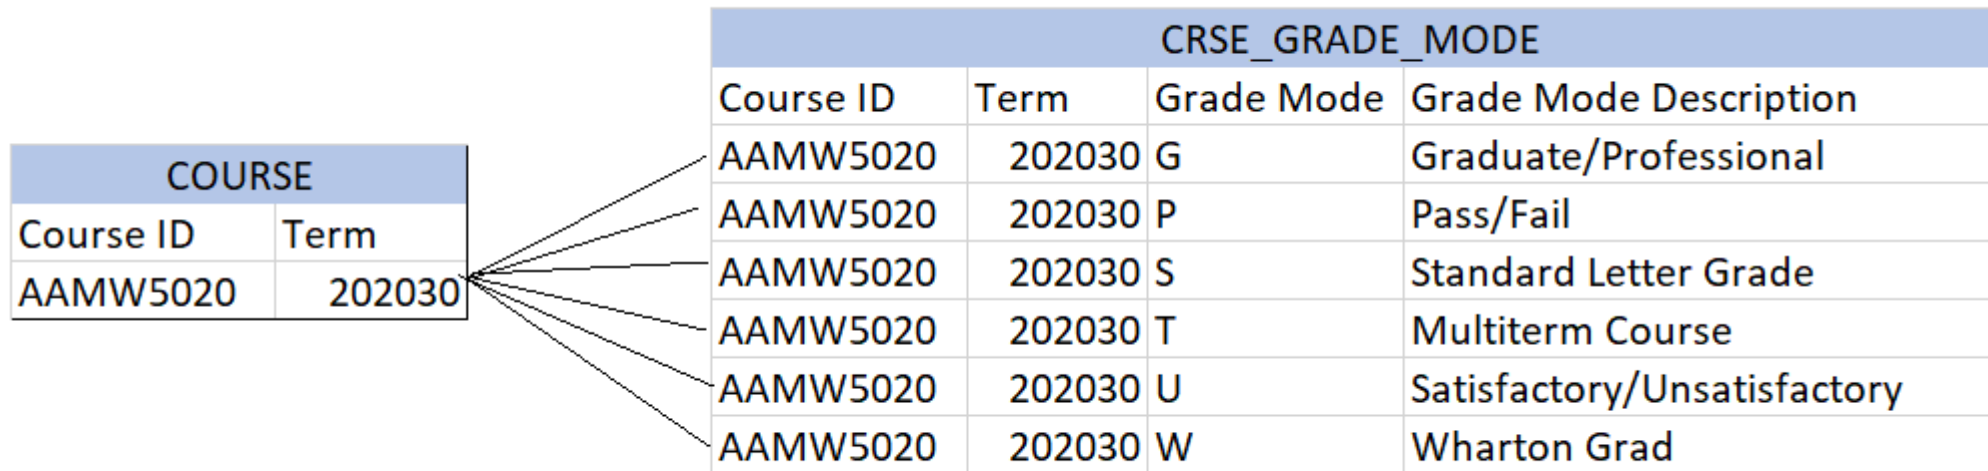 COURSE
Course ID Term
AAMW5020 202030
CRSE_GRADE_MODE
Course ID Term Grade Mode Grade Mode Description
AAMW5020 202030 G Graduate/Professional
AAMW5020 202030 P Pass/Fail
AAMW5020 202030 S Standard Letter Grade
AAMW5020 202030 T Multiterm Course
AAMW5020 202030 U Satisfactory/Unsatisfactory
AAMW5020 202030 W Wharton Grad